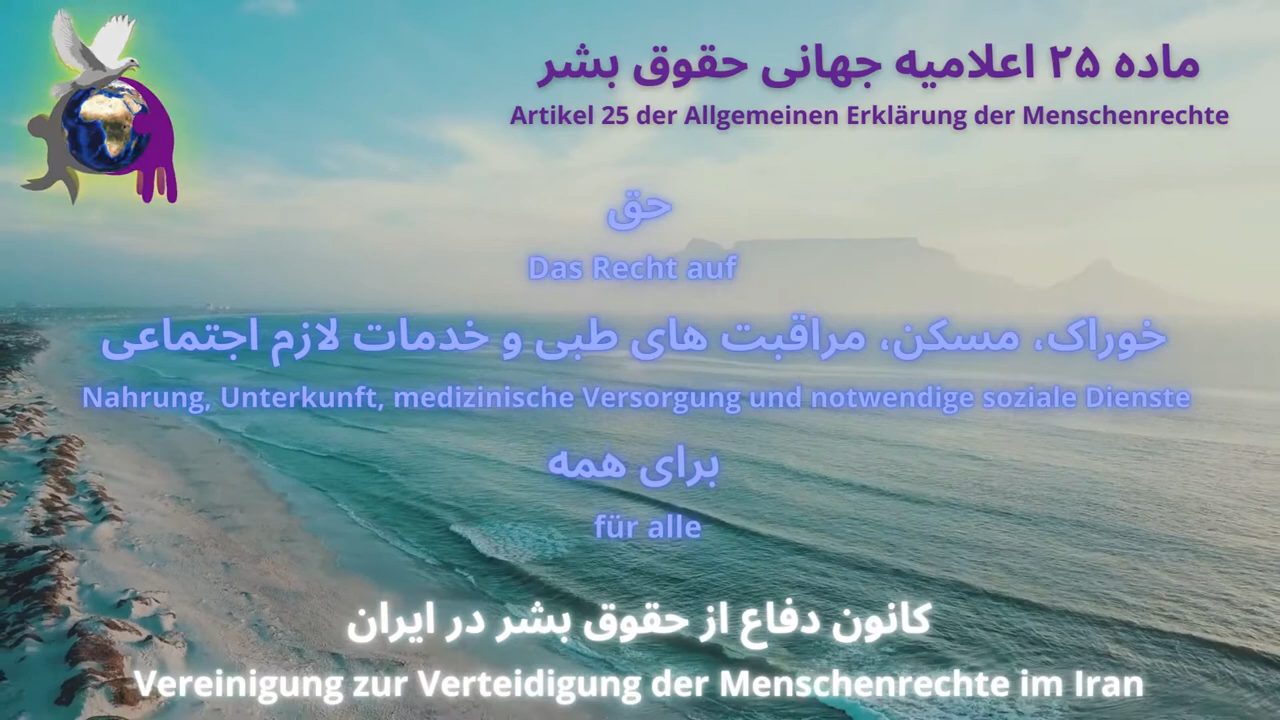 ماده ۲۵ اعلامیه جهانی حقوق بشر
Artikel 25 der Allgemeinen Erklärung der Menschenrechte
حق
Das Recht auf
خوراک، مسکن، مراقبت های طبی و خدمات لازم اجتماعی
Nahrung, Unterkunft, medizinische Versorgung und notwendige soziale Dienste
برای همه
für alle
کانون دفاع از حقوق بشر در ایران
Vereinigung zur Verteidigung der Menschenrechte im Iran